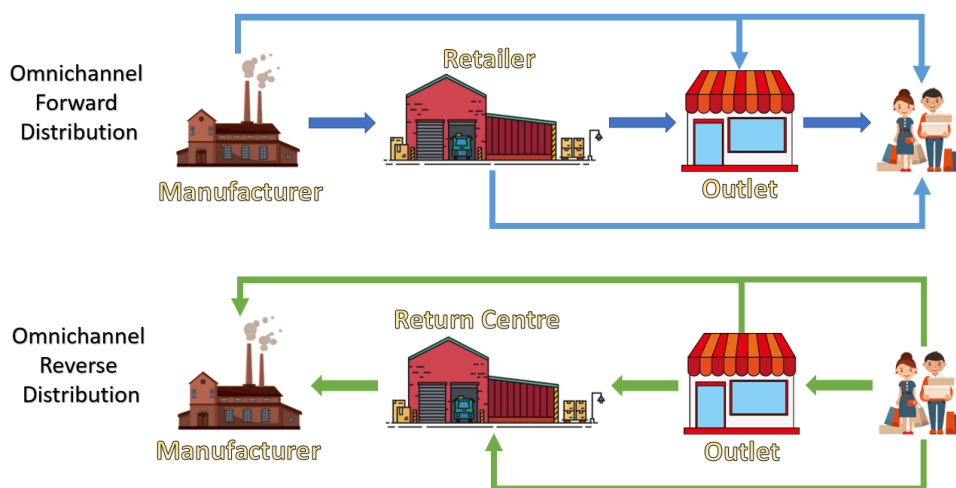 Omnichannel
Forward
Distribution
Retailer
Manufacturer
Outlet
Omnichannel
Reverse
Distribution
Return Centre
Manufacturer
Outlet